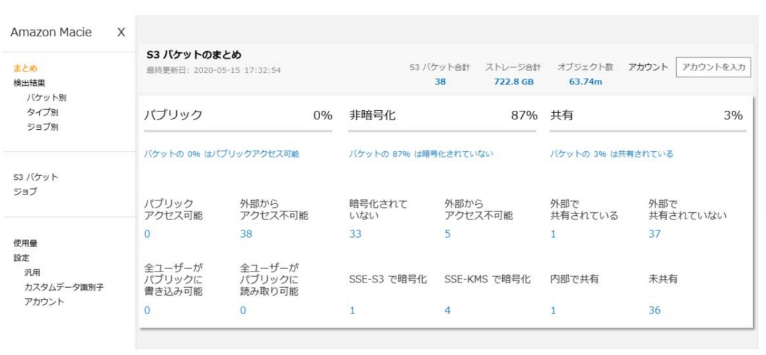 Amazon Macie X
まとめ
検出結果
バケット別
タイプ別
ジョブ別
S3 バケット
ジョブ
使用量
設定
汎用
カスタムデータ識別子
アカウント
S3 バケットのまとめ
最終更新日: 2020-05-15 17:32:54
S3 バケット合計 ストレージ合計 オブジェクト数 アカウント アカウントを入力
38 722.8 GB 63.74m
パブリック 0%
バケットの 0% はパブリックアクセス可能
パブリック
アクセス可能
0
外部から
アクセス不可能
38
全ユーザーが
パブリックに
書き込み可能
0
全ユーザーが
パブリックに
読み取り可能
0
非暗号化 87%
バケットの 87% は暗号化されていない
暗号化されて
いない
33
外部から
アクセス不可能
5
SSE-S3 で暗号化
1
SSE-KMS で暗号化
4
共有 3%
バケットの 3% は共有されている
外部で
共有されている
1
外部で
共有されていない
37
内部で共有
1
未共有
36